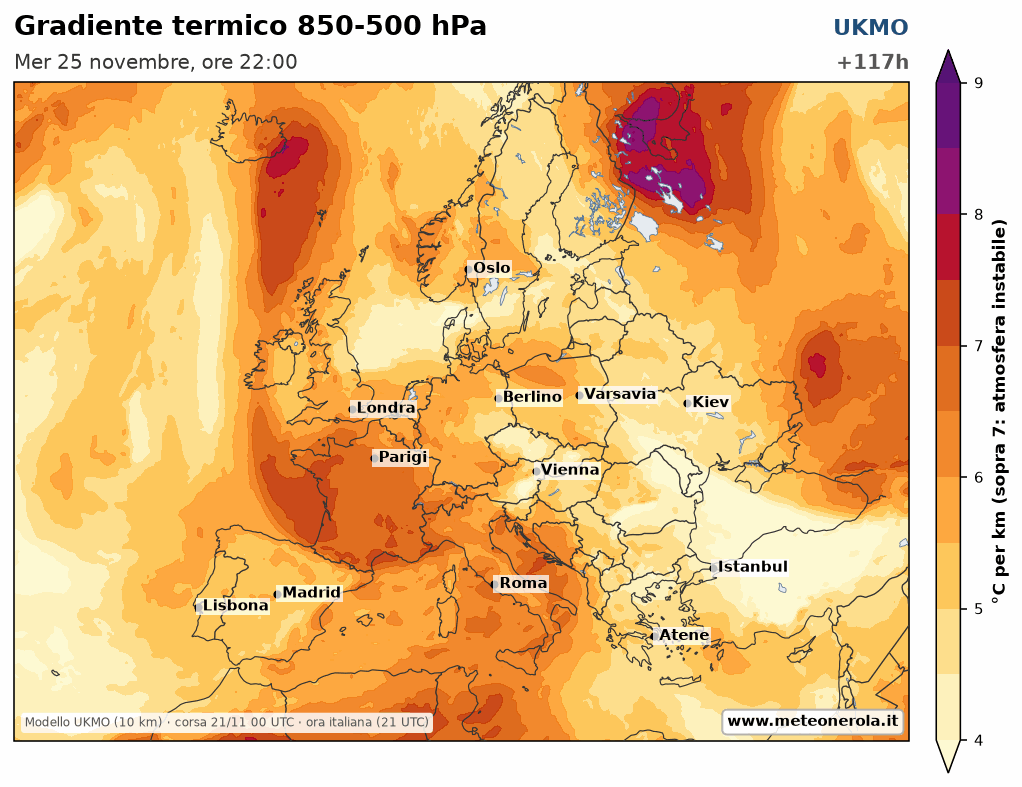 Gradiente termico 850-500 hPa
UKMO
Mer 25 novembre, ore 22:00
+117h
9
8
7
6
5
4
°C per km (sopra 7: atmosfera instabile)
Oslo
Londra
Berlino
Varsavia
Kiev
Parigi
Vienna
Istanbul
Roma
Madrid
Lisbona
Atene
Modello UKMO (10 km) · corsa 21/11 00 UTC · ora italiana (21 UTC)
www.meteonerola.it